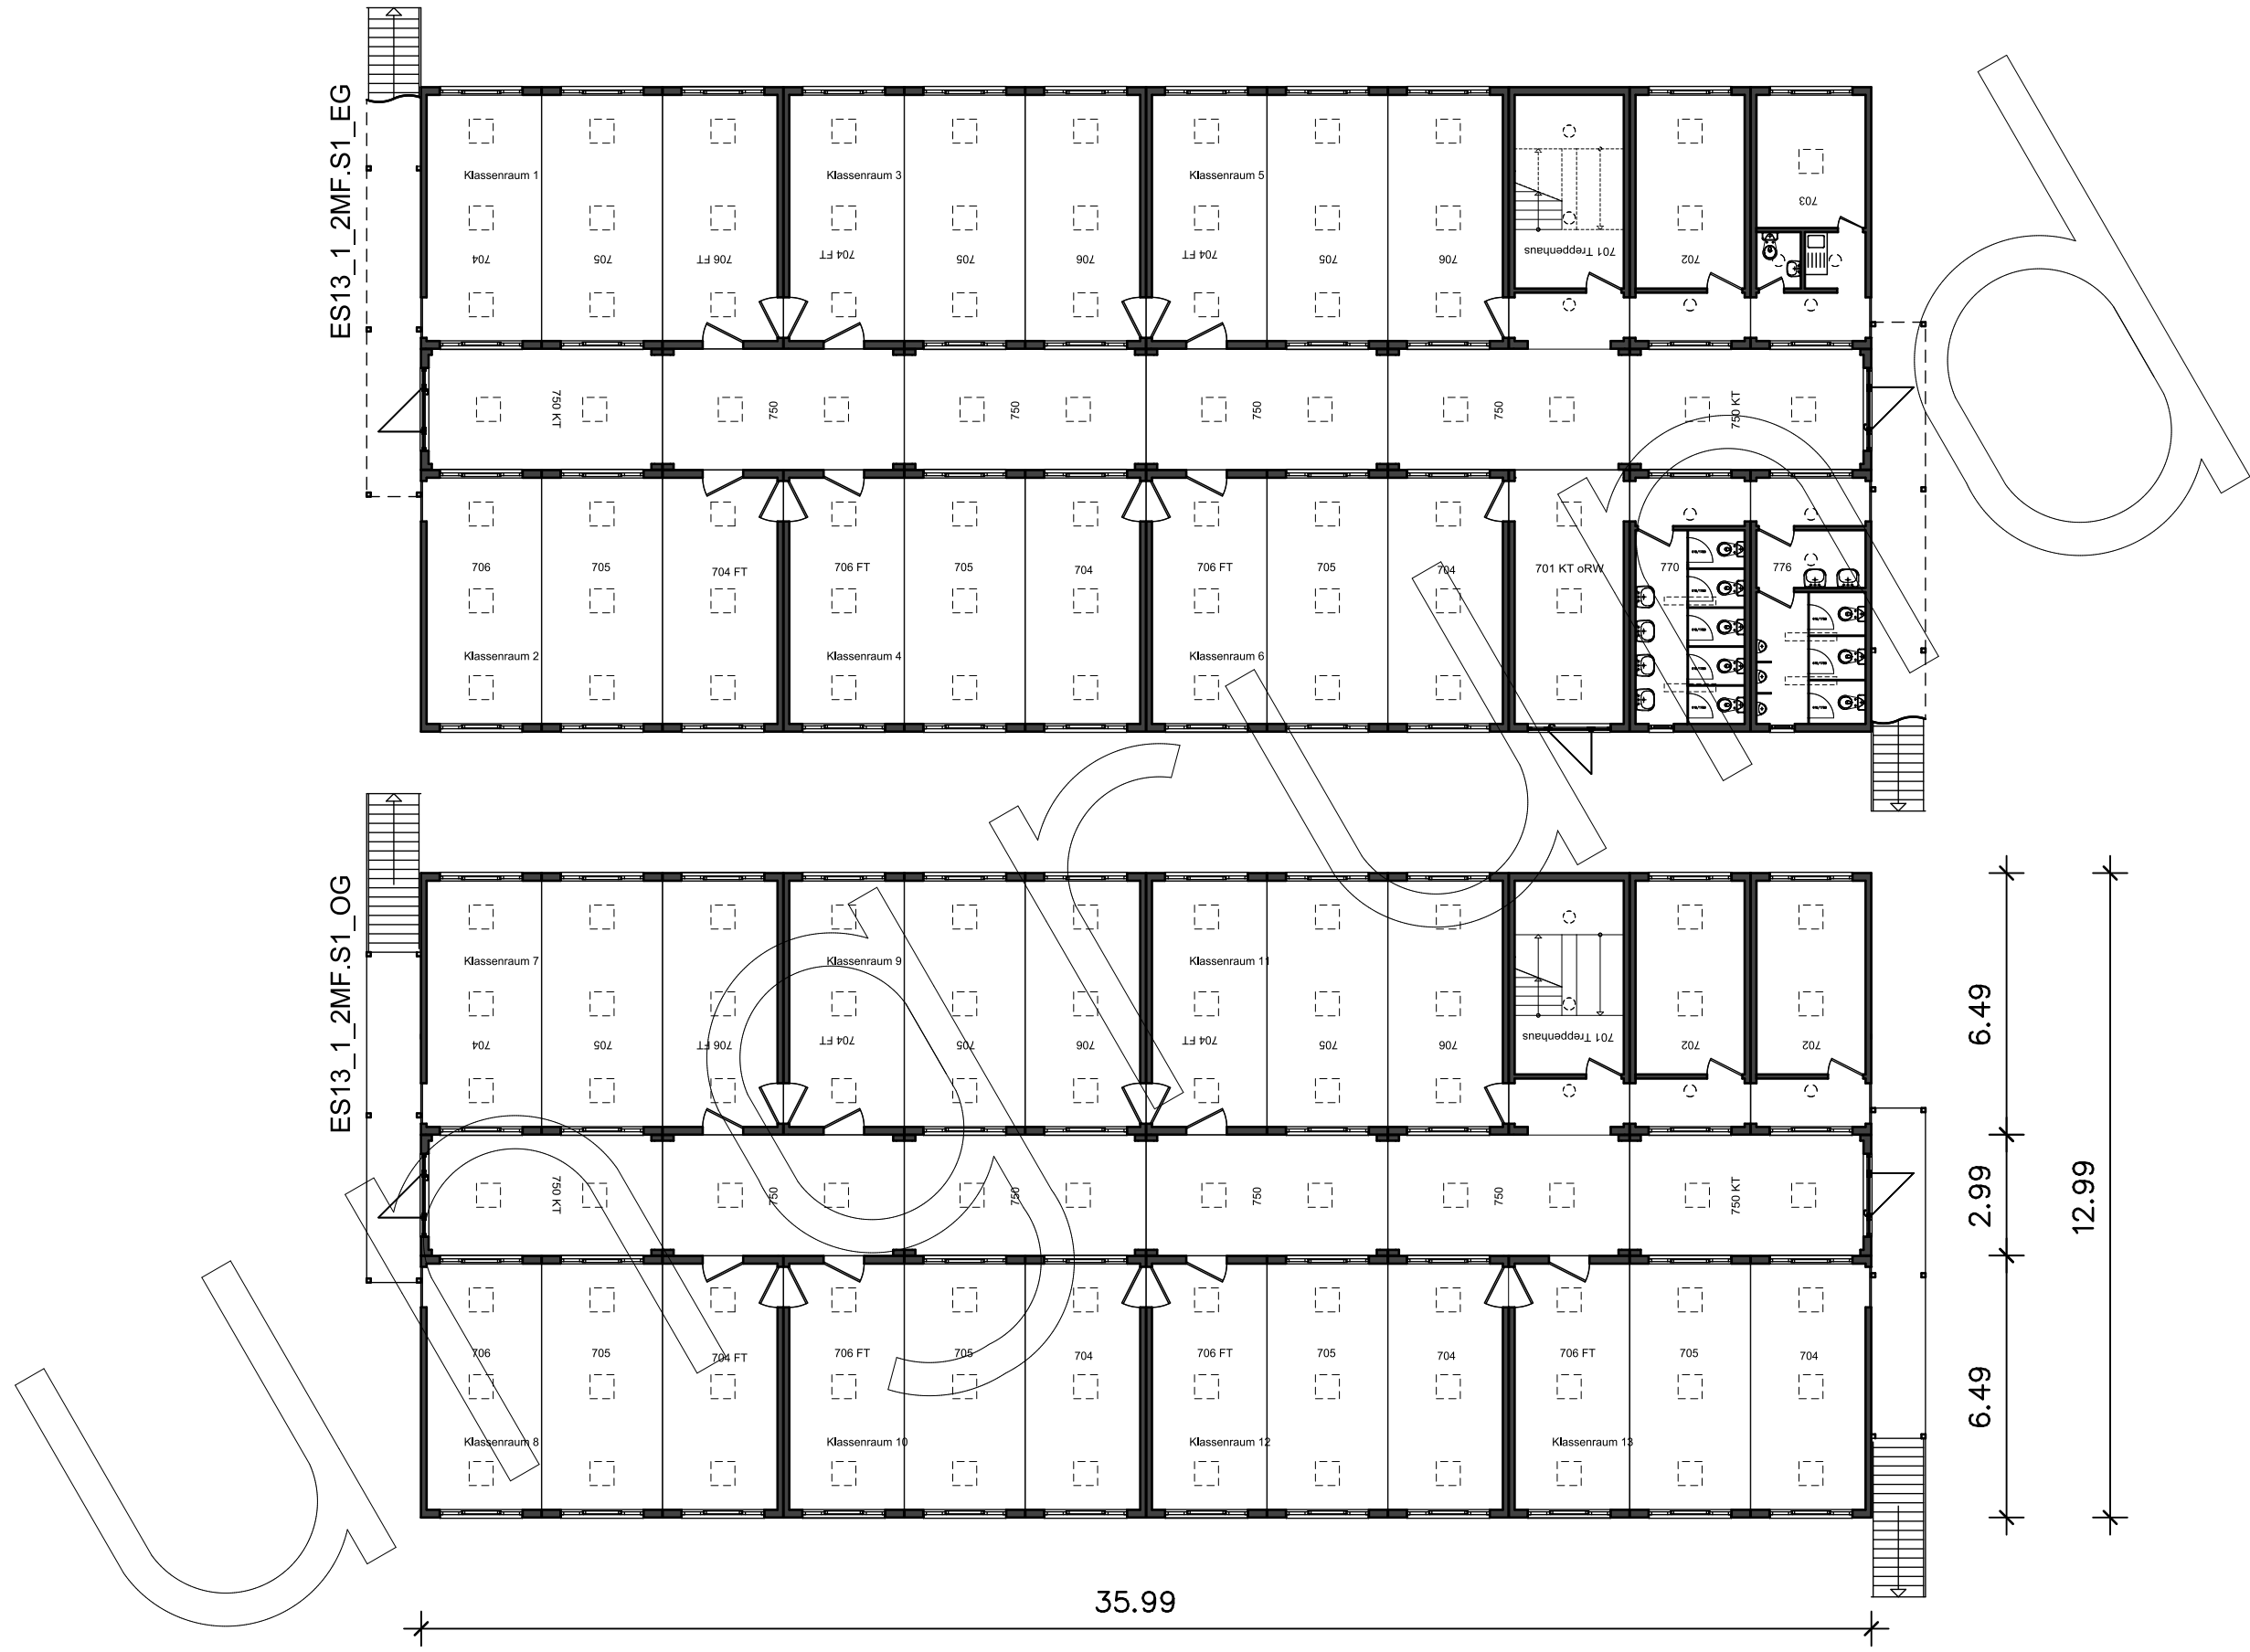 ES13_1_2MF.S1_EG
Klassenraum 1
Klassenraum 3
Klassenraum 5
704
705
706 FT
704 FT
705
706
704 FT
705
706
701 Treppenhaus
702
703
750 KT
750
750
750
750
750 KT
706
705
704 FT
706 FT
705
704
706 FT
705
704
701 KT oRW
770
776
Klassenraum 2
Klassenraum 4
Klassenraum 6
ES13_1_2MF.S1_OG
Klassenraum 7
Klassenraum 9
Klassenraum 11
704
705
706 FT
704 FT
705
706
704 FT
705
706
701 Treppenhaus
702
702
750 KT
750
750
750
750
750 KT
706
705
704 FT
706 FT
705
704
706 FT
705
704
706 FT
705
704
Klassenraum 8
Klassenraum 10
Klassenraum 12
Klassenraum 13
6.49
2.99
6.49
12.99
35.99